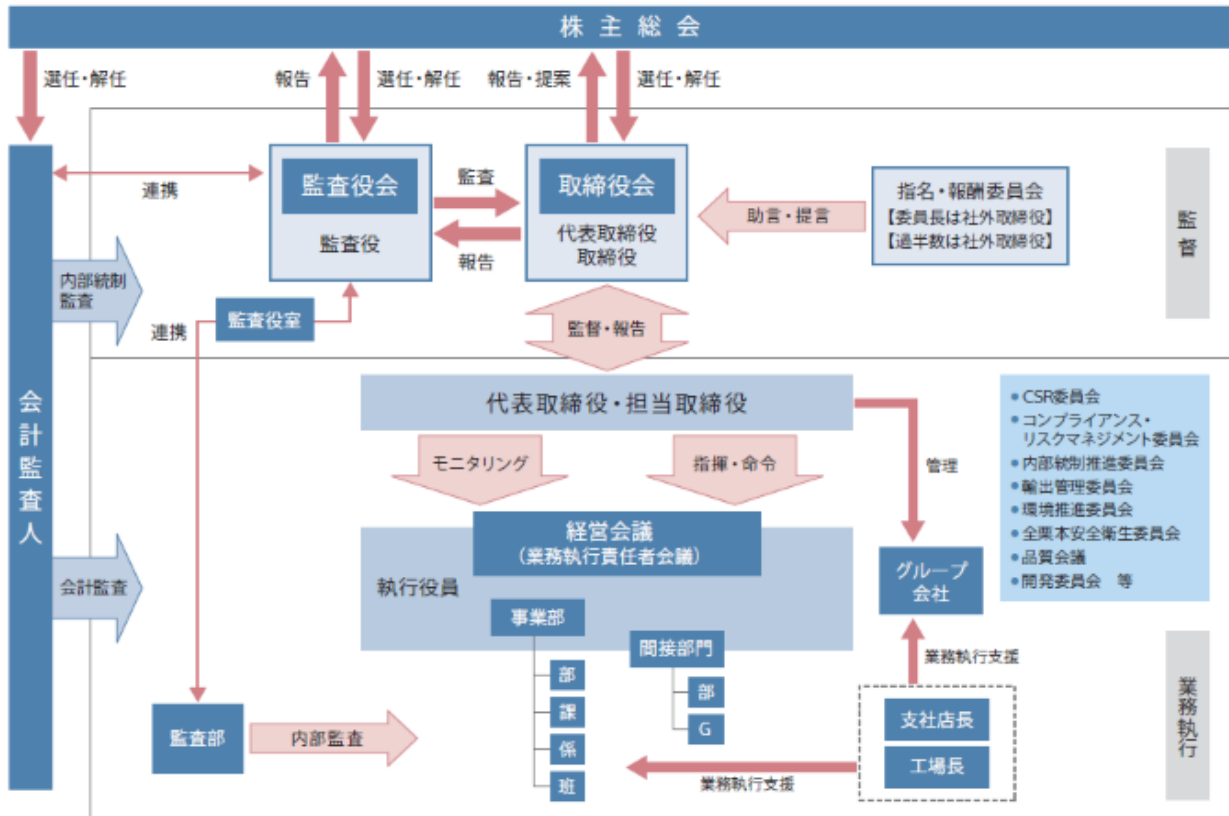 株主総会
選任・解任
報告
選任・解任
報告・提案
選任・解任
監査役会
監査役
監査
報告
取締役会
代表取締役
取締役
助言・提言
指名・報酬委員会
【委員長は社外取締役】
【過半数は社外取締役】
監督
連携
内部統制
監査
連携
監査役室
監督・報告
会計監査人
代表取締役・担当取締役
モニタリング
指揮・命令
管理
CSR委員会
コンプライアンス・
リスクマネジメント委員会
内部統制推進委員会
輸出管理委員会
環境推進委員会
全栗本安全衛生委員会
品質会議
開発委員会 等
経営会議
（業務執行責任者会議）
執行役員
会計監査
グループ
会社
事業部
部
課
係
班
間接部門
部
G
業務執行支援
業務執行
支社店長
工場長
監査部
内部監査
業務執行支援